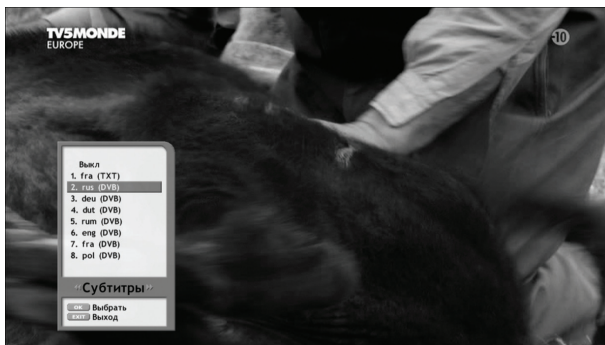 TV5MONDE
EUROPE
-10
Выкл
1. fra (TXT)
2. rus (DVB)
3. deu (DVB)
4. dut (DVB)
5. rum (DVB)
6. eng (DVB)
7. fra (DVB)
8. pol (DVB)
Субтитры
OK Выбрать
EXIT Выход